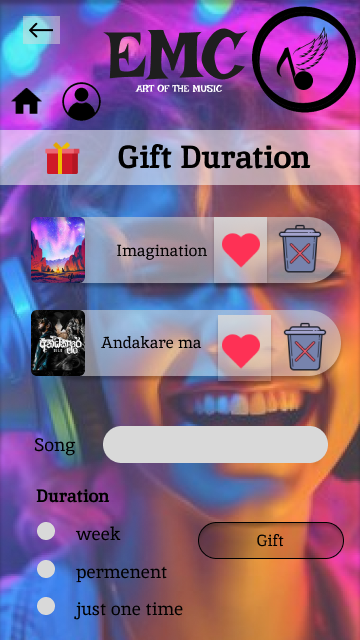 EMC
ART OF THE MUSIC
Gift Duration
Imagination
Andakare ma
Song
Duration
week
Gift
permenent
just one time